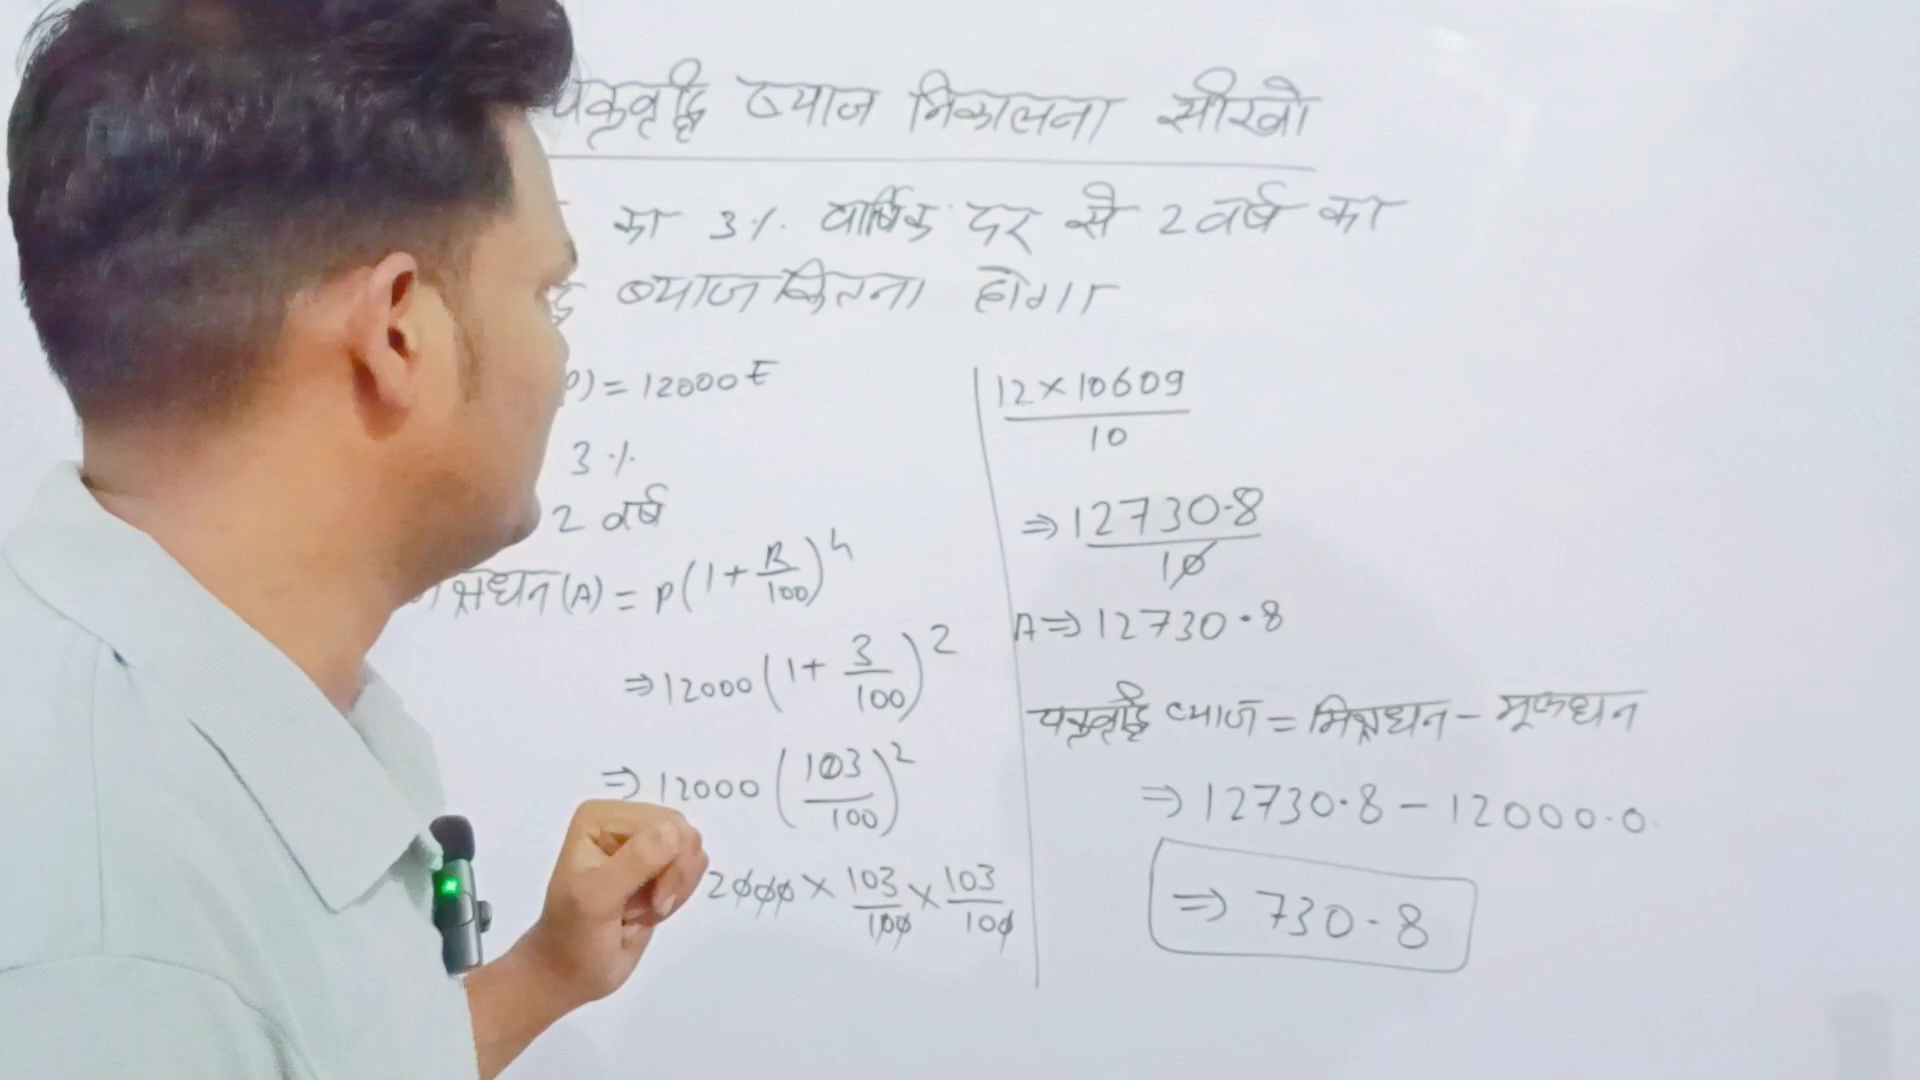 चक्रवृद्धि ब्याज निकालना सीखो
का 3% वार्षिक दर से 2 वर्ष का
ब्याज कितना होगा
P) = 12000₹
3%
2 वर्ष
मिश्रधन (A) = P(1 + R/100)^n
⇒ 12000 (1 + 3/100)^2
⇒ 12000 (103/100)^2
2000 × 103/100 × 103/100
12 × 10609 / 10
⇒ 12730.8 / 10
A ⇒ 12730.8
चक्रवृद्धि ब्याज = मिश्रधन - मूलधन
⇒ 12730.8 - 12000.0
⇒ 730.8